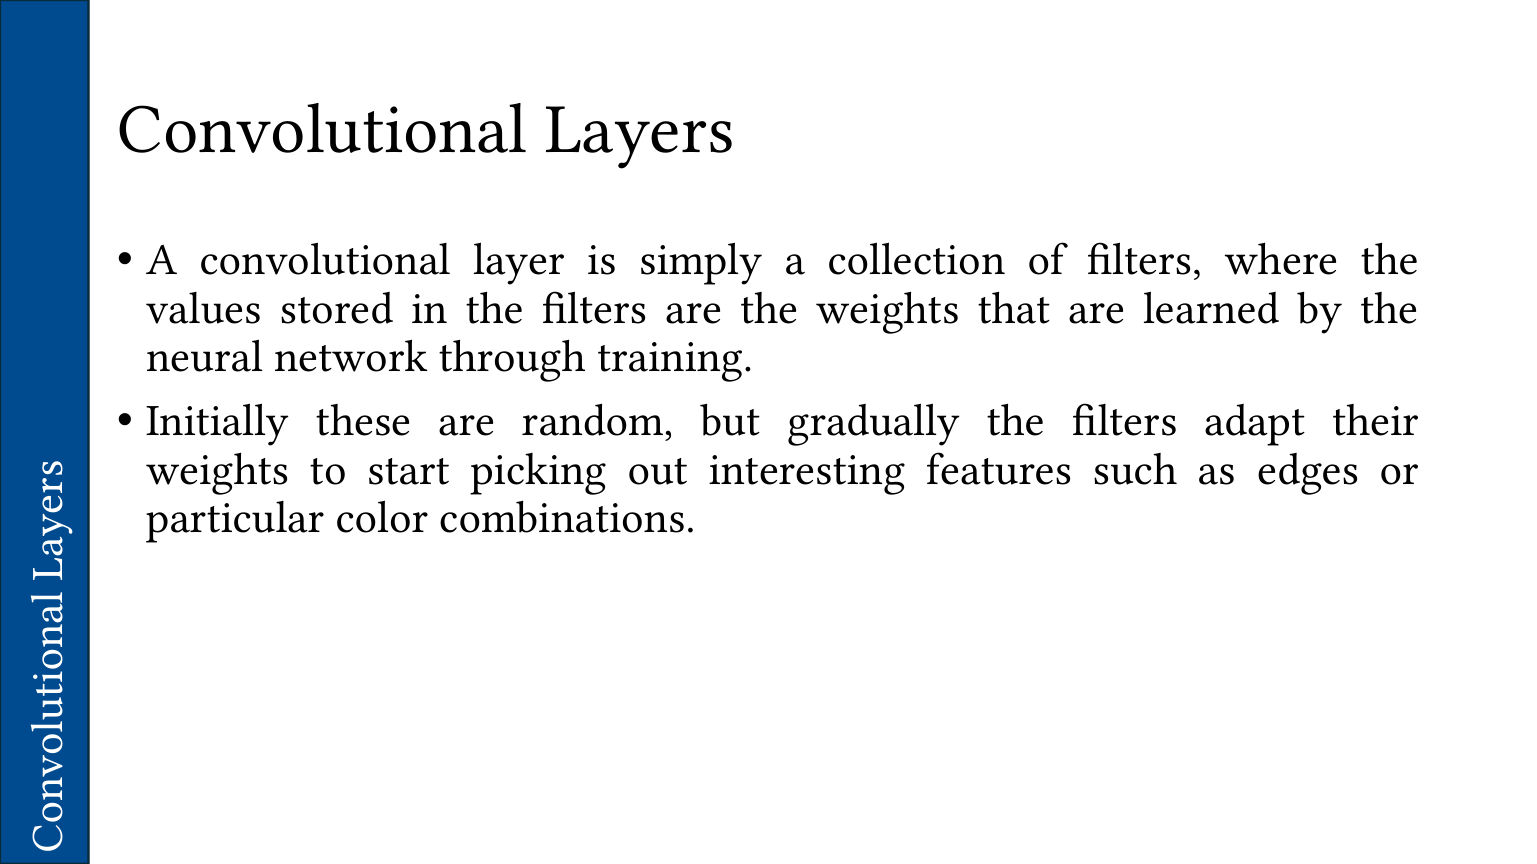 Convolutional Layers
• A convolutional layer is simply a collection of filters, where the
values stored in the filters are the weights that are learned by the
neural network through training.
• Initially these are random, but gradually the filters adapt their
weights to start picking out interesting features such as edges or
particular color combinations.
Convolutional Layers